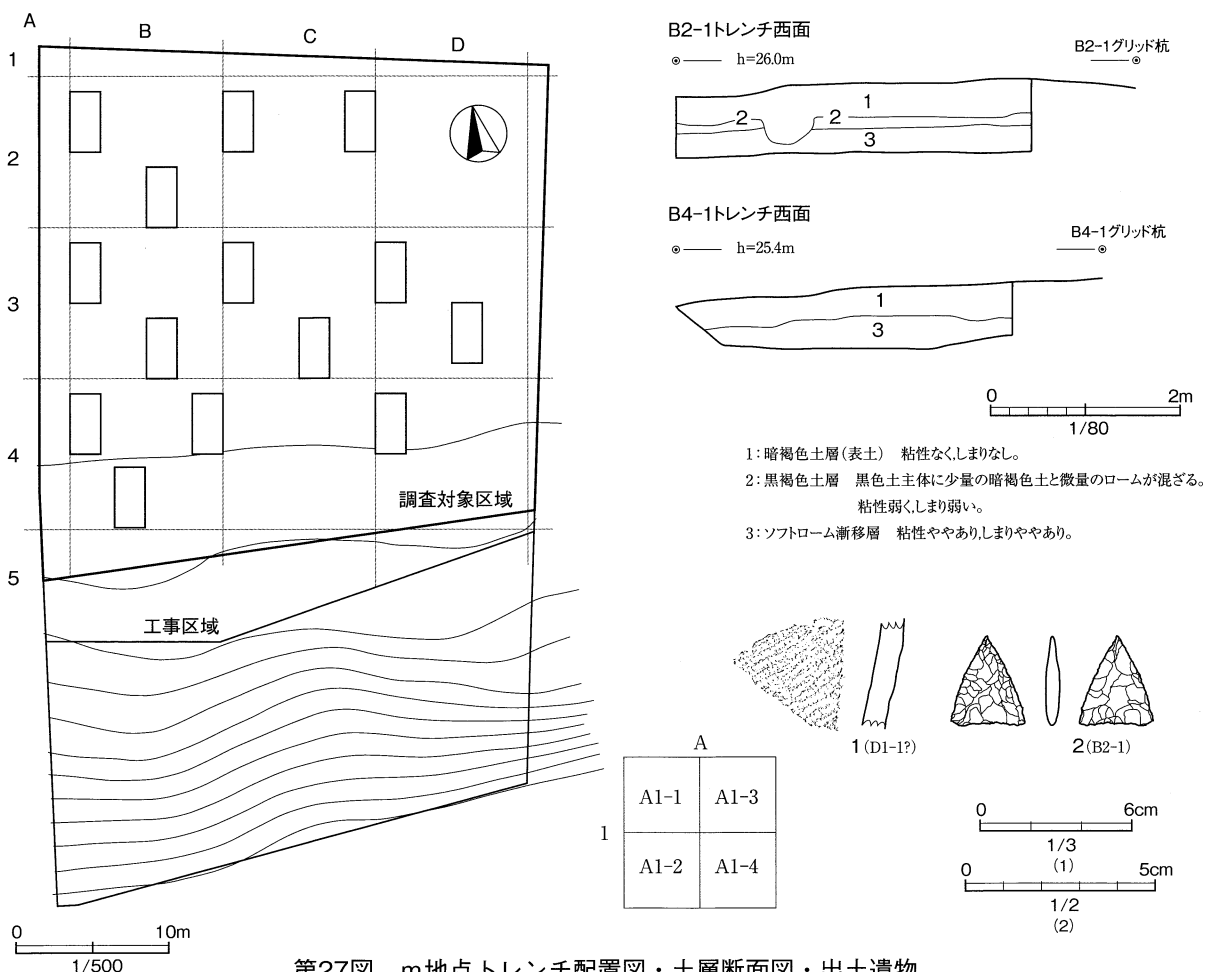 A
B
C
D
1
2
3
4
5
調査対象区域
工事区域
0 10m
1/500
B2-1トレンチ西面
h=26.0m
B2-1グリッド杭
1
2 2
3
B4-1トレンチ西面
h=25.4m
B4-1グリッド杭
1
3
0 2m
1/80
1:暗褐色土層(表土) 粘性なく,しまりなし。
2:黒褐色土層 黒色土主体に少量の暗褐色土と微量のロームが混ざる。
粘性弱く,しまり弱い。
3:ソフトローム漸移層 粘性ややあり,しまりややあり。
1(D1-1?)
2(B2-1)
A
1
A1-1 A1-3
A1-2 A1-4
0 6cm
1/3
(1)
0 5cm
1/2
(2)
第27図 m地点トレンチ配置図・土層断面図・出土遺物